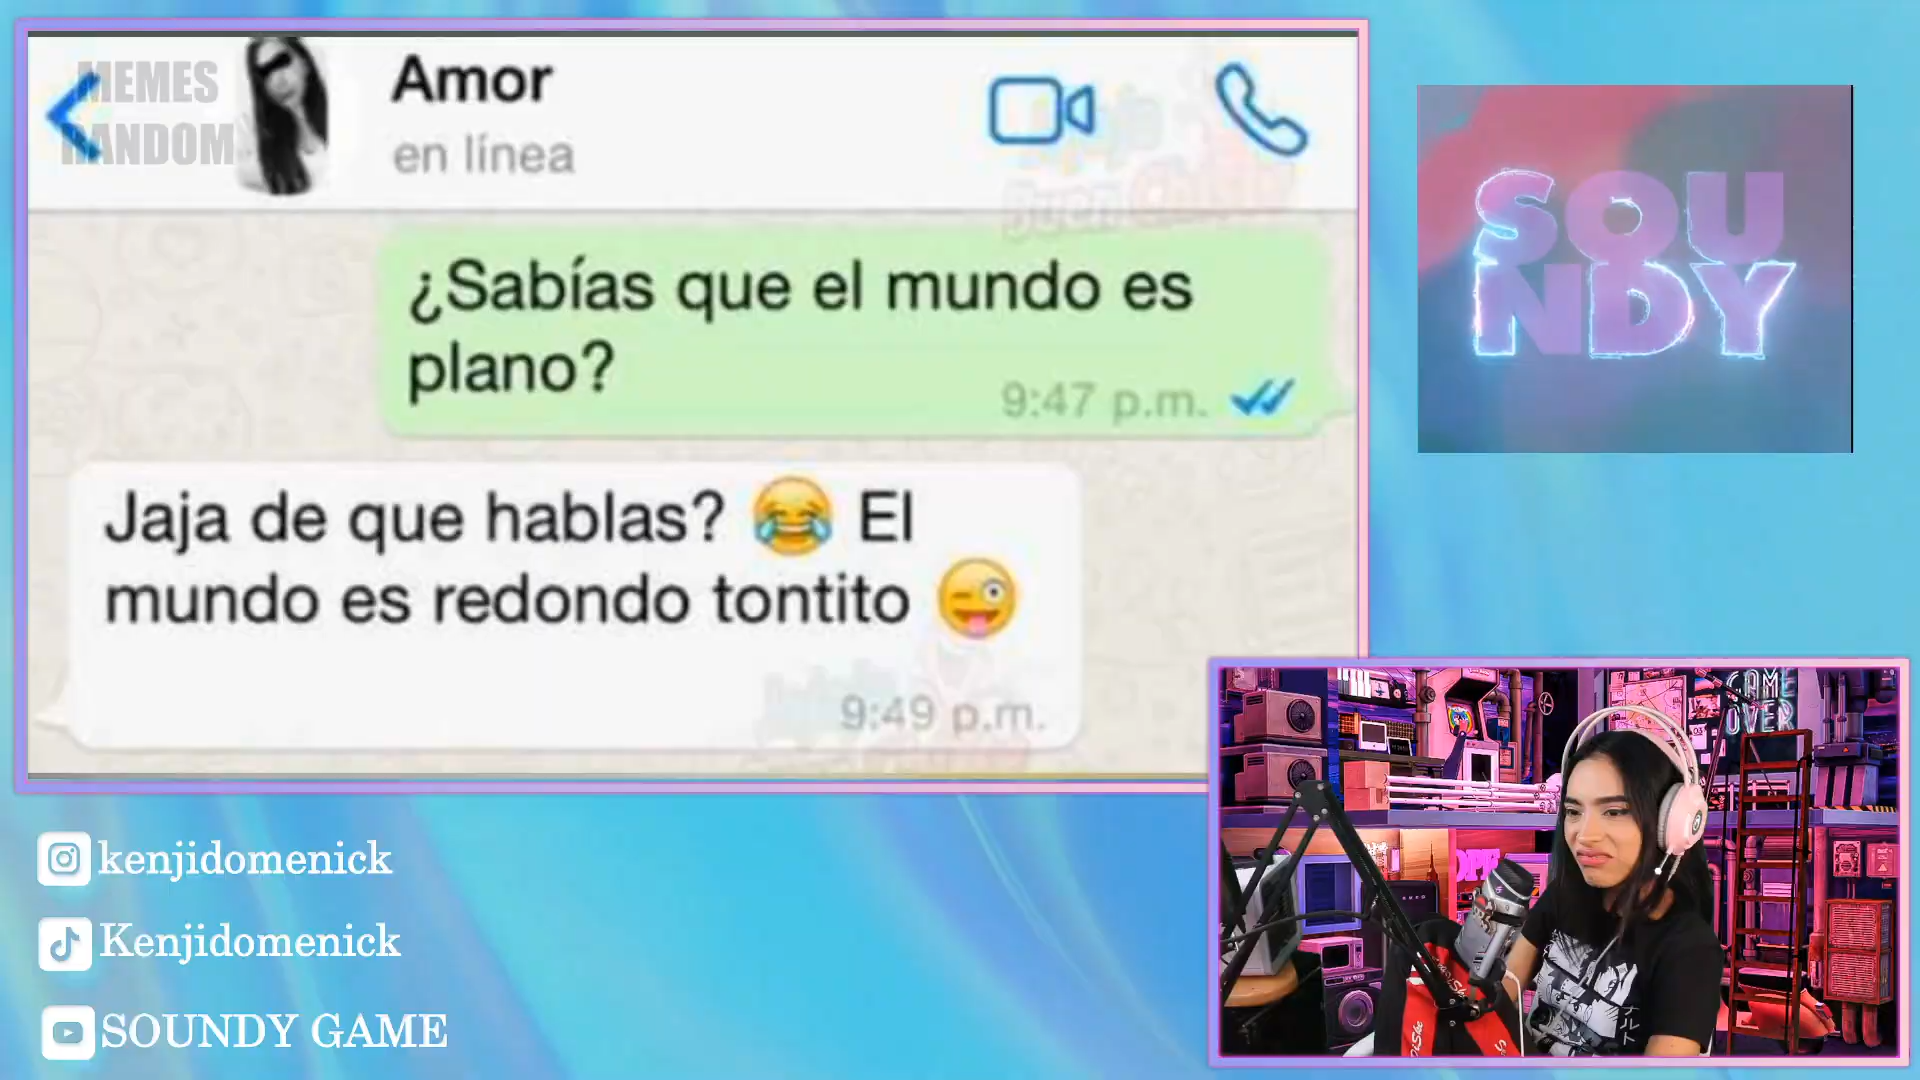 MEMES
RANDOM
Amor
en línea
Juan
¿Sabías que el mundo es
plano?
9:47 p.m.
Jaja de que hablas? 😂 El
mundo es redondo tontito 😜
9:49 p.m.
SOU
NDY
GAME
OVER
kenjidomenick
Kenjidomenick
SOUNDY GAME